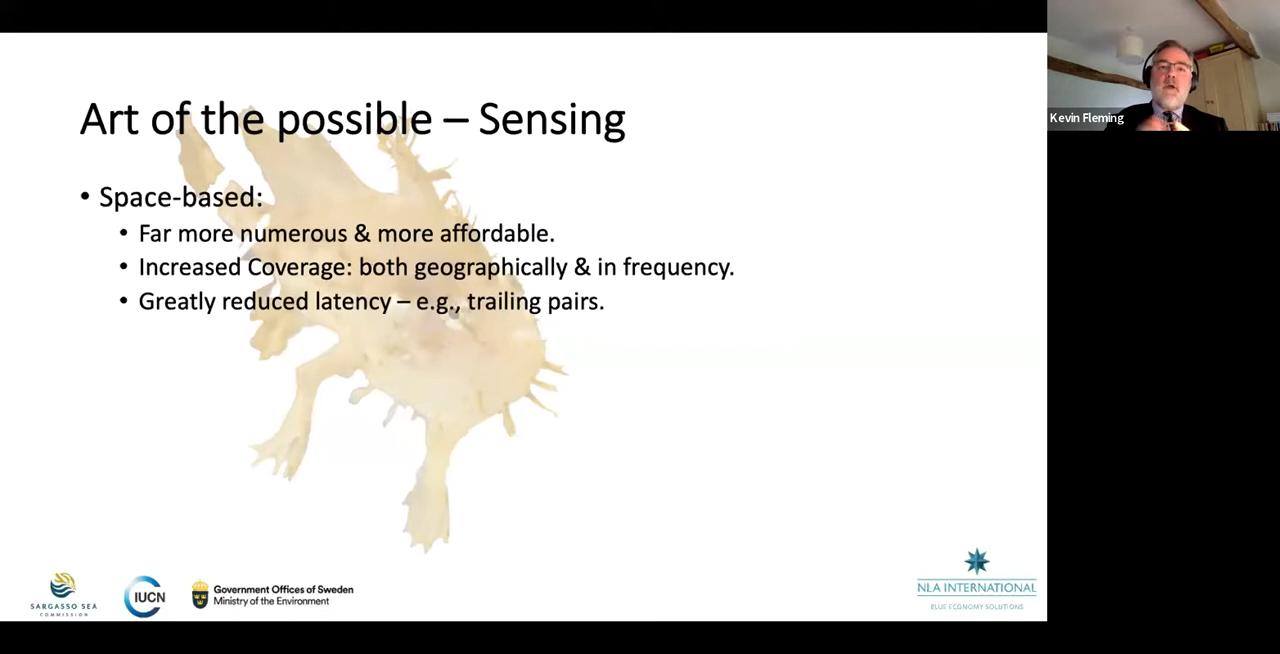 Art of the possible – Sensing
• Space-based:
• Far more numerous & more affordable.
• Increased Coverage: both geographically & in frequency.
• Greatly reduced latency – e.g., trailing pairs.
Kevin Fleming
SARGASSO SEA
COMMISSION
IUCN
Government Offices of Sweden
Ministry of the Environment
NLA INTERNATIONAL
BLUE ECONOMY SOLUTIONS